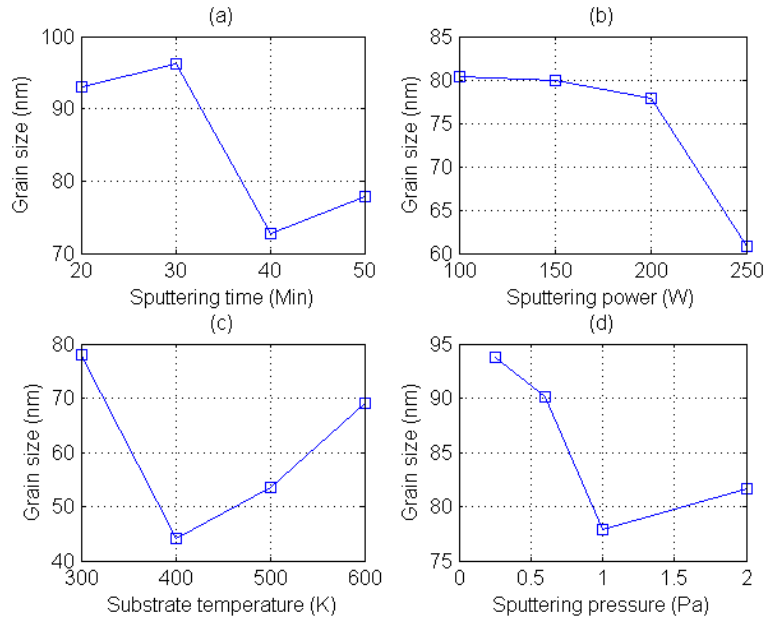 (a)
100
90
80
70
Grain size (nm)
20 30 40 50
Sputtering time (Min)
(b)
85
80
75
70
65
60
Grain size (nm)
100 150 200 250
Sputtering power (W)
(c)
80
70
60
50
40
Grain size (nm)
300 400 500 600
Substrate temperature (K)
(d)
95
90
85
80
75
Grain size (nm)
0 0.5 1 1.5 2
Sputtering pressure (Pa)